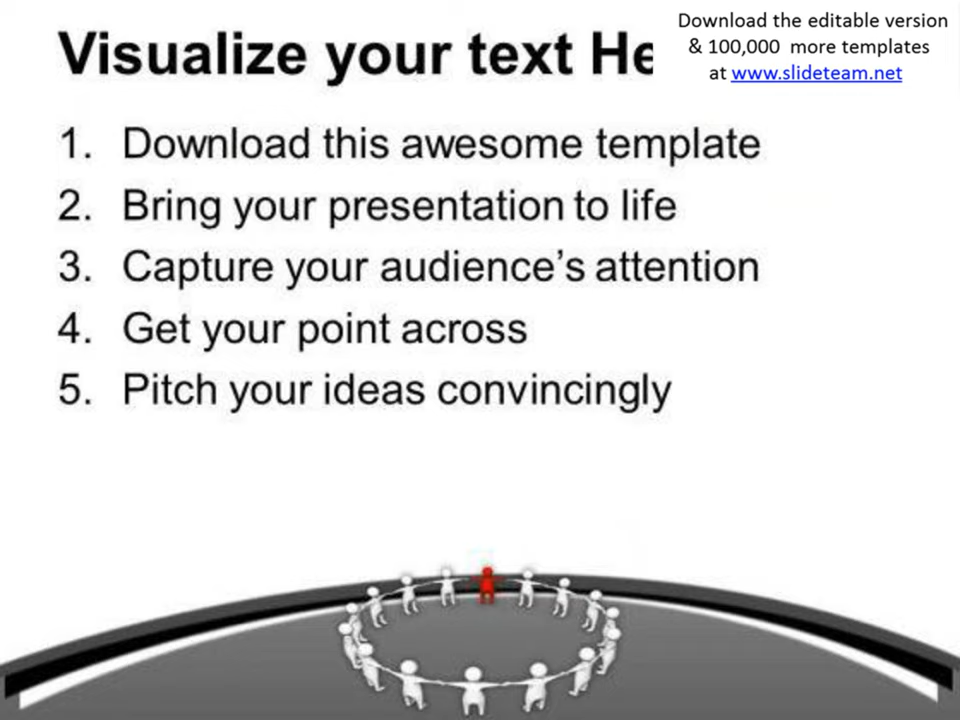 Visualize your text He
Download the editable version
& 100,000 more templates
at www.slideteam.net
1. Download this awesome template
2. Bring your presentation to life
3. Capture your audience’s attention
4. Get your point across
5. Pitch your ideas convincingly